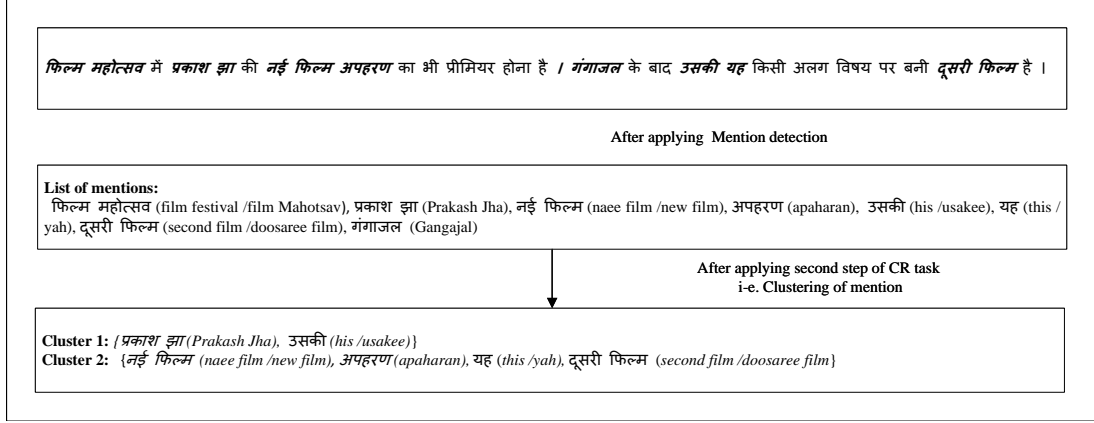 फिल्म महोत्सव में प्रकाश झा की नई फिल्म अपहरण का भी प्रीमियर होना है । गंगाजल के बाद उसकी यह किसी अलग विषय पर बनी दूसरी फिल्म है ।
After applying Mention detection
List of mentions:
फिल्म महोत्सव (film festival /film Mahotsav), प्रकाश झा (Prakash Jha), नई फिल्म (naee film /new film), अपहरण (apaharan), उसकी (his /usakee), यह (this /
yah), दूसरी फिल्म (second film /doosaree film), गंगाजल (Gangajal)
After applying second step of CR task
i-e. Clustering of mention
Cluster 1: {प्रकाश झा (Prakash Jha), उसकी (his /usakee)}
Cluster 2: {नई फिल्म (naee film /new film), अपहरण (apaharan), यह (this /yah), दूसरी फिल्म (second film /doosaree film}